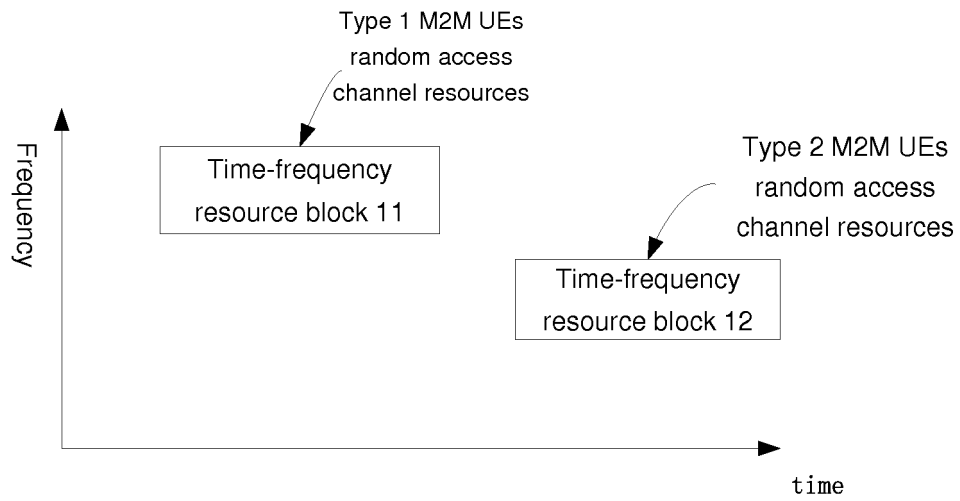 Type 1 M2M UEs
random access
channel resources
Frequency
Time-frequency
resource block 11
Type 2 M2M UEs
random access
channel resources
Time-frequency
resource block 12
time